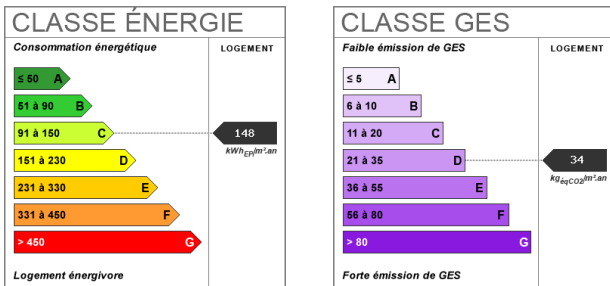 CLASSE ÉNERGIE
Consommation énergétique
LOGEMENT
≤ 50 A
51 à 90 B
91 à 150 C
148
kWhEP/m².an
151 à 230 D
231 à 330 E
331 à 450 F
> 450 G
Logement énergivore
CLASSE GES
Faible émission de GES
LOGEMENT
≤ 5 A
6 à 10 B
11 à 20 C
21 à 35 D
34
kgéqCO2/m².an
36 à 55 E
56 à 80 F
> 80 G
Forte émission de GES